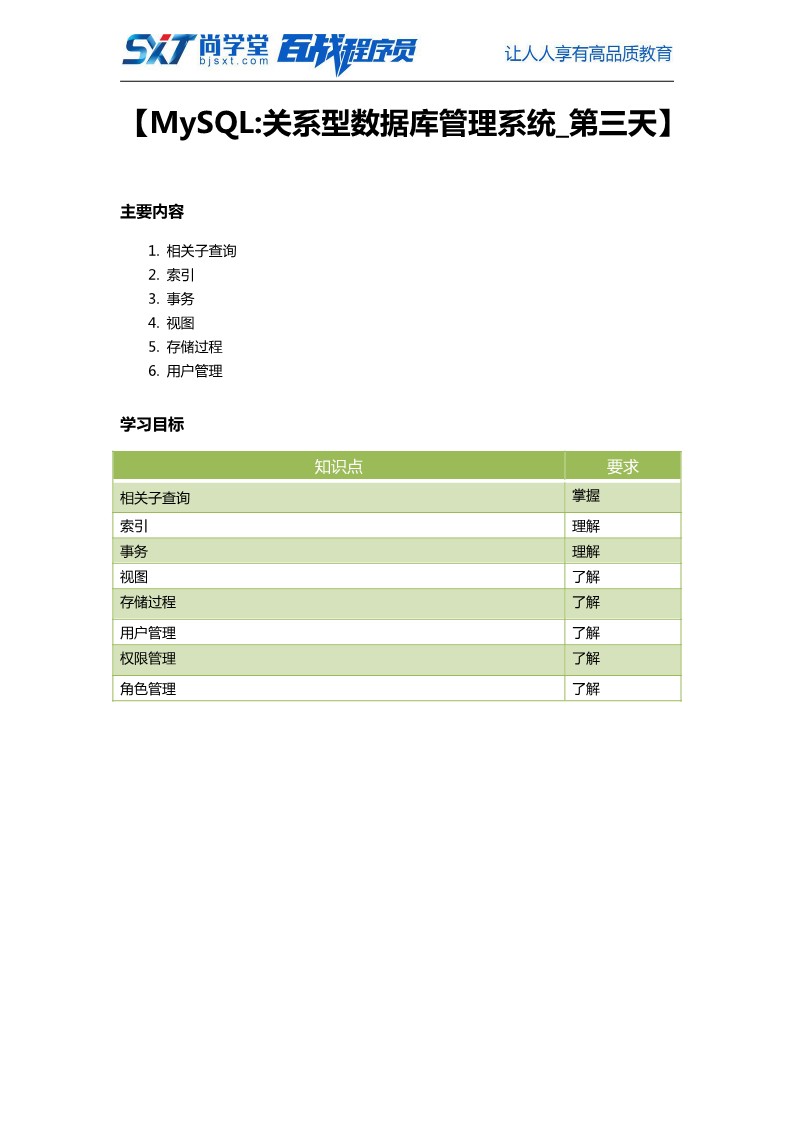 SXT 尚学堂 百战程序员 让人人享有高品质教育
bjsxt.com
【MySQL:关系型数据库管理系统_第三天】
主要内容
1. 相关子查询
2. 索引
3. 事务
4. 视图
5. 存储过程
6. 用户管理
学习目标
知识点 要求
相关子查询 掌握
索引 理解
事务 理解
视图 了解
存储过程 了解
用户管理 了解
权限管理 了解
角色管理 了解